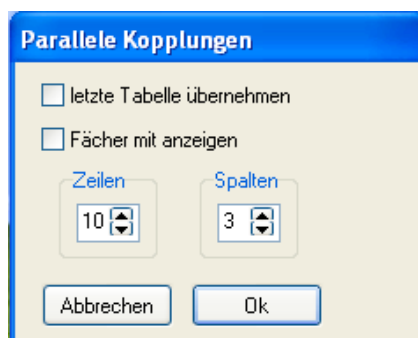 Parallele Kopplungen
letzte Tabelle übernehmen
Fächer mit anzeigen
Zeilen Spalten
10 3
Abbrechen Ok